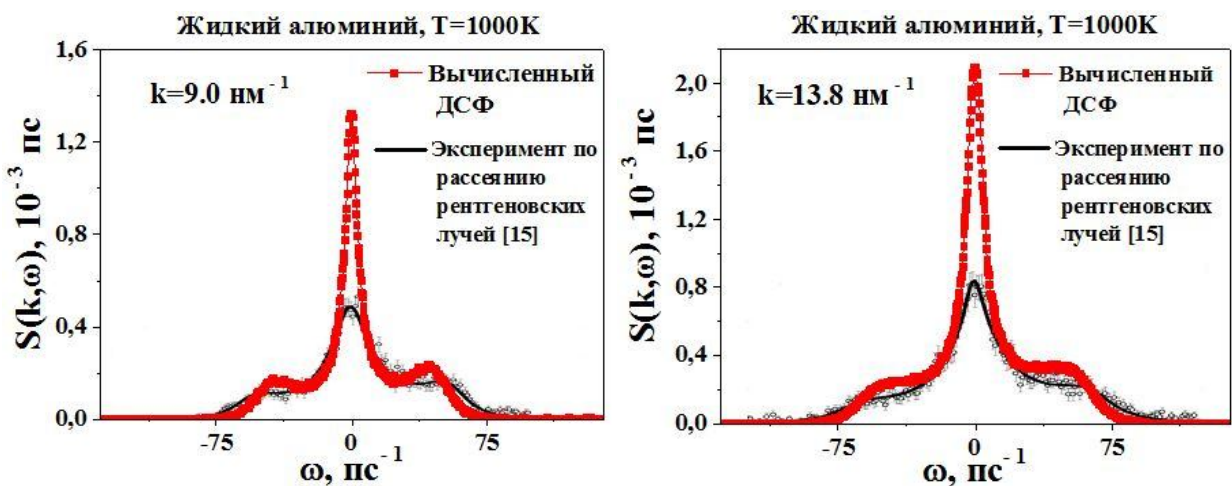 Жидкий алюминий, T=1000K
1,6
k=9.0 нм⁻¹
Вычисленный
ДСФ
1,2
Эксперимент по
рассеянию
рентгеновских
лучей [15]
0,8
0,4
0,0
S(k,ω), 10⁻³ пс
-75
0
75
ω, пс⁻¹
Жидкий алюминий, T=1000K
2,0
k=13.8 нм⁻¹
Вычисленный
ДСФ
1,6
Эксперимент по
рассеянию
рентгеновских
лучей [15]
1,2
0,8
0,4
0,0
S(k,ω), 10⁻³ пс
-75
0
75
ω, пс⁻¹